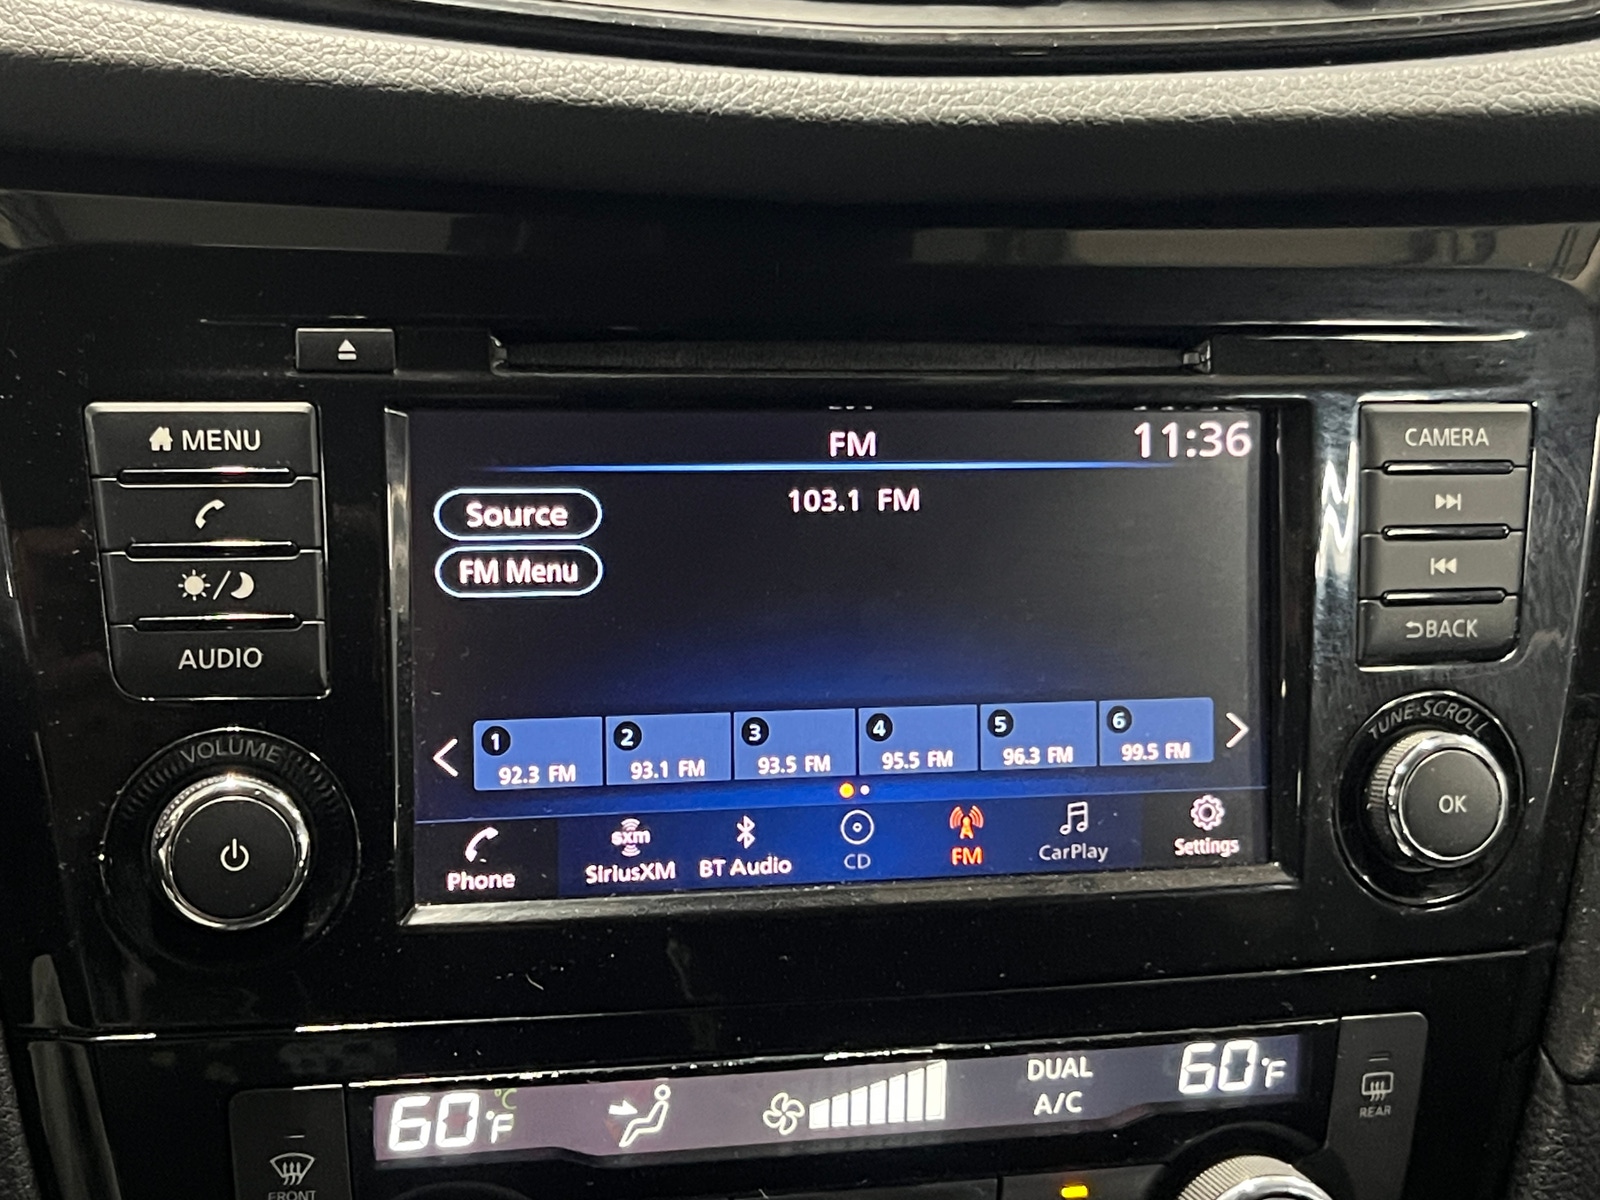 MENU
AUDIO
VOLUME
FM
11:36
Source
103.1 FM
FM Menu
1
92.3 FM
2
93.1 FM
3
93.5 FM
4
95.5 FM
5
96.3 FM
6
99.5 FM
Phone
sxm
SiriusXM
BT Audio
CD
FM
CarPlay
Settings
CAMERA
BACK
TUNE·SCROLL
OK
60°F
°C
DUAL
A/C
60°F
FRONT
REAR